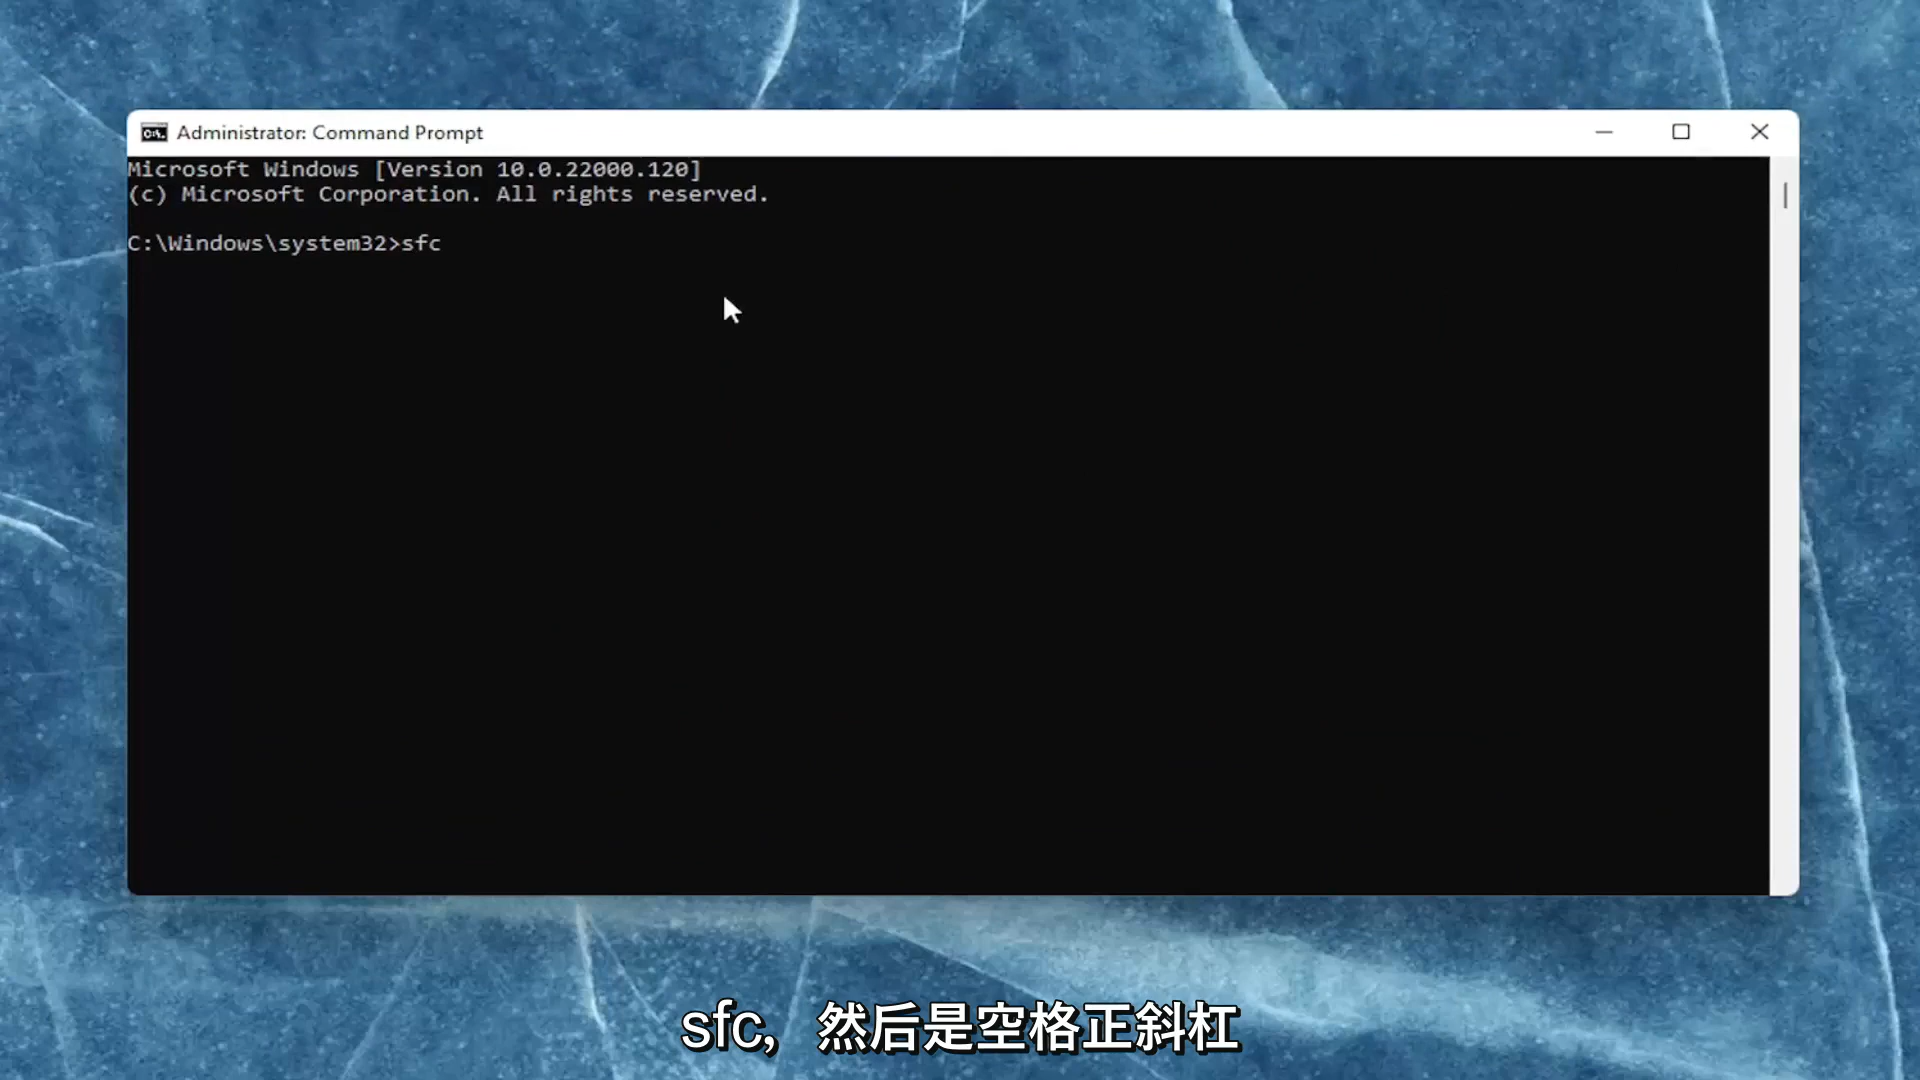 Administrator: Command Prompt
Microsoft Windows [Version 10.0.22000.120]
(c) Microsoft Corporation. All rights reserved.
C:\Windows\system32>sfc
sfc，然后是空格正斜杠